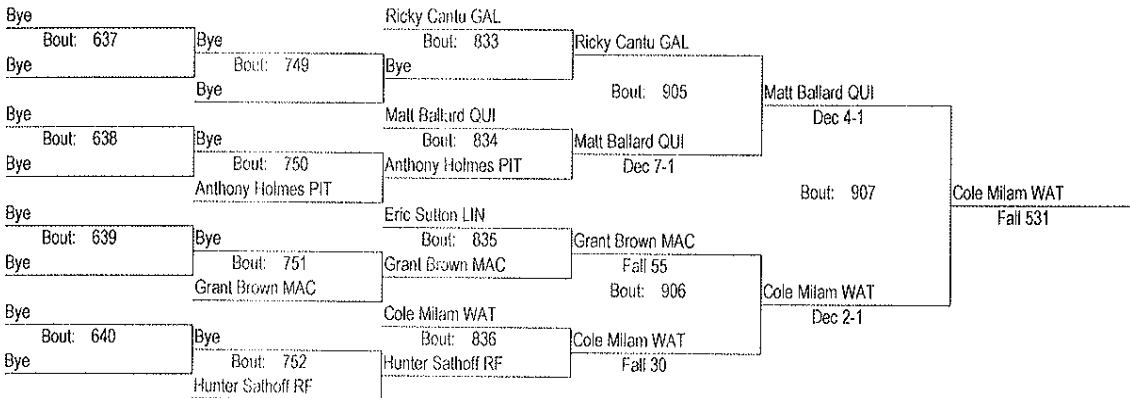 Bye
Bout: 637
Bye
Bye
Bout: 749
Bye
Bye
Bout: 638
Bye
Bye
Bout: 750
Anthony Holmes PIT
Bye
Bout: 639
Bye
Bye
Bout: 751
Grant Brown MAC
Bye
Bout: 640
Bye
Bye
Bout: 752
Hunter Sathoff RF
Ricky Cantu GAL
Bout: 833
Bye
Matt Ballard QUI
Bout: 834
Anthony Holmes PIT
Eric Sutton LIN
Bout: 835
Grant Brown MAC
Cole Milam WAT
Bout: 836
Hunter Sathoff RF
Ricky Cantu GAL
Bout: 905
Matt Ballard QUI
Dec 7-1
Grant Brown MAC
Fall 55
Bout: 906
Cole Milam WAT
Fall 30
Matt Ballard QUI
Dec 4-1
Bout: 907
Cole Milam WAT
Dec 2-1
Cole Milam WAT
Fall 531